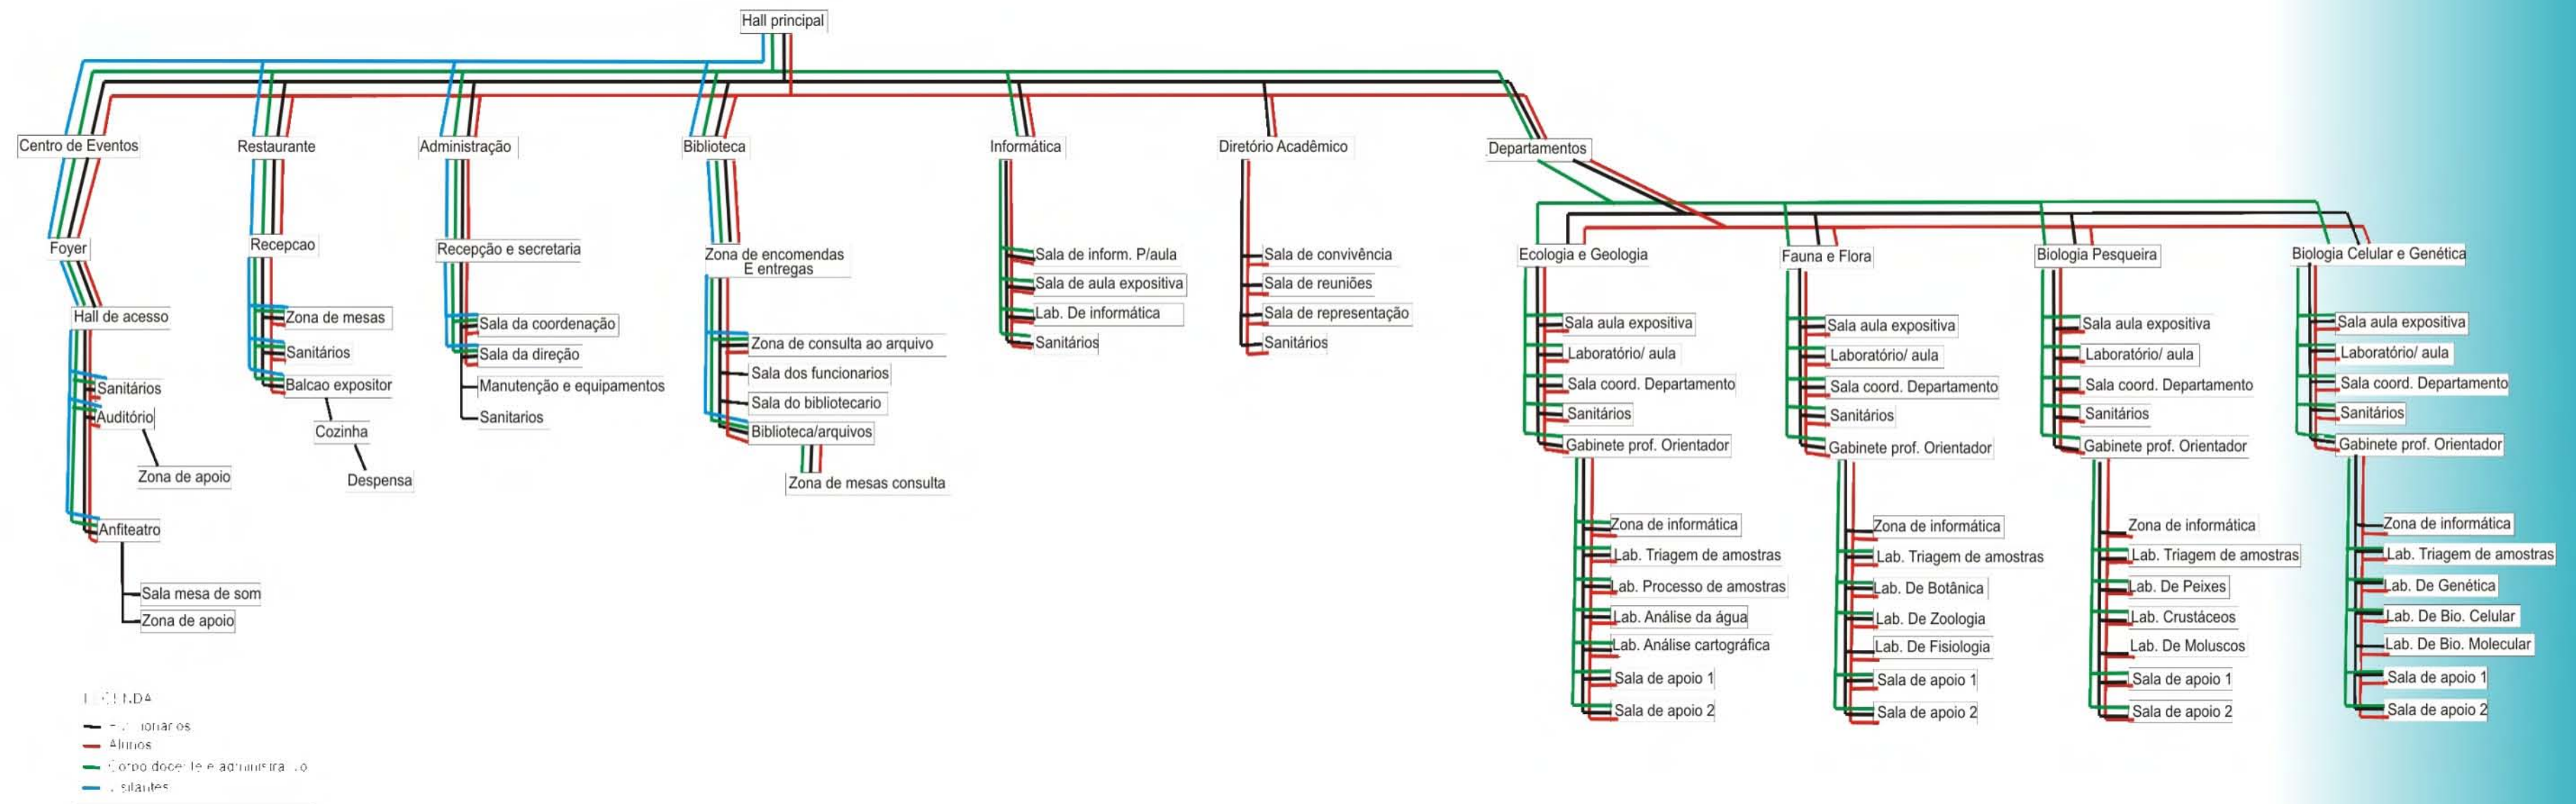 Hall principal
Centro de Eventos
Restaurante
Administração
Biblioteca
Informática
Diretório Acadêmico
Departamentos
Foyer
Hall de acesso
Sanitários
Auditório
Zona de apoio
Anfiteatro
Sala mesa de som
Zona de apoio
Recepcao
Zona de mesas
Sanitários
Balcao expositor
Cozinha
Despensa
Recepção e secretaria
Sala da coordenação
Sala da direção
Manutenção e equipamentos
Sanitarios
Zona de encomendas
E entregas
Zona de consulta ao arquivo
Sala dos funcionarios
Sala do bibliotecario
Biblioteca/arquivos
Zona de mesas consulta
Sala de inform. P/aula
Sala de aula expositiva
Lab. De informática
Sanitários
Sala de convivência
Sala de reuniões
Sala de representação
Sanitários
Ecologia e Geologia
Sala aula expositiva
Laboratório/ aula
Sala coord. Departamento
Sanitários
Gabinete prof. Orientador
Zona de informática
Lab. Triagem de amostras
Lab. Processo de amostras
Lab. Análise da água
Lab. Análise cartográfica
Sala de apoio 1
Sala de apoio 2
Fauna e Flora
Sala aula expositiva
Laboratório/ aula
Sala coord. Departamento
Sanitários
Gabinete prof. Orientador
Zona de informática
Lab. Triagem de amostras
Lab. De Botânica
Lab. De Zoologia
Lab. De Fisiologia
Sala de apoio 1
Sala de apoio 2
Biologia Pesqueira
Sala aula expositiva
Laboratório/ aula
Sala coord. Departamento
Sanitários
Gabinete prof. Orientador
Zona de informática
Lab. Triagem de amostras
Lab. De Peixes
Lab. Crustáceos
Lab. De Moluscos
Sala de apoio 1
Sala de apoio 2
Biologia Celular e Genética
Sala aula expositiva
Laboratório/ aula
Sala coord. Departamento
Sanitários
Gabinete prof. Orientador
Zona de informática
Lab. Triagem de amostras
Lab. De Genética
Lab. De Bio. Celular
Lab. De Bio. Molecular
Sala de apoio 1
Sala de apoio 2
Alunos